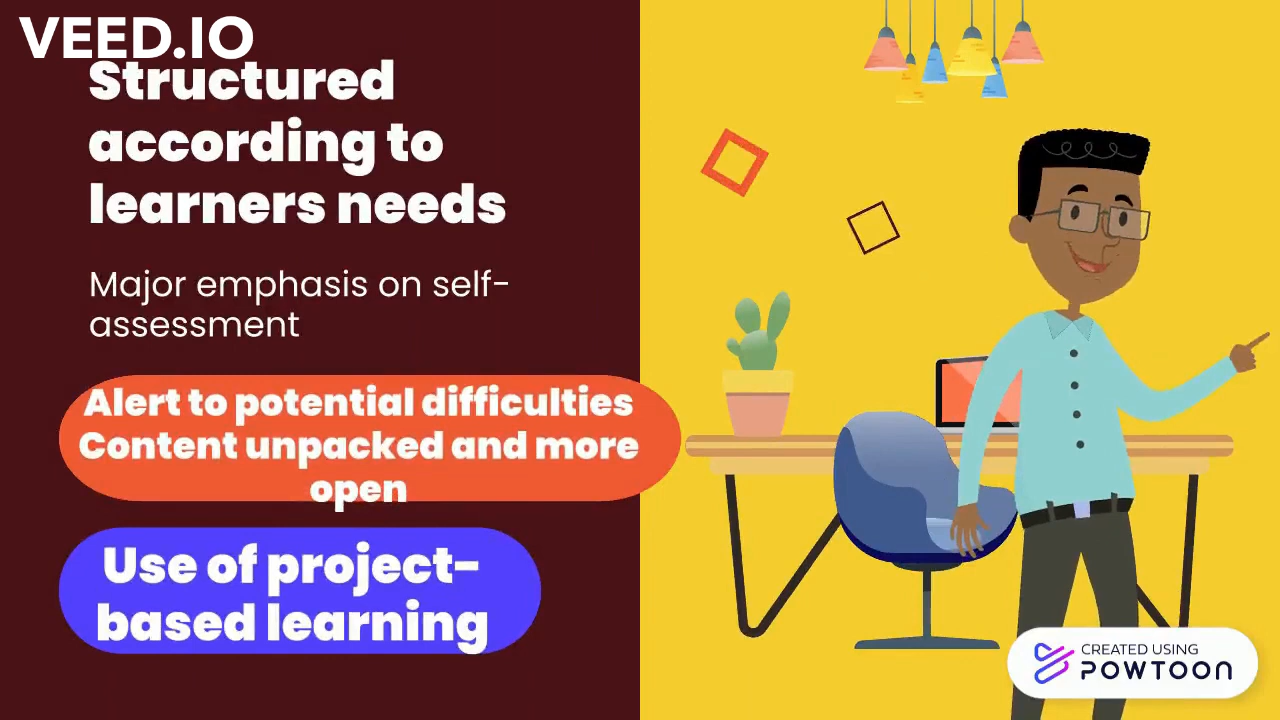 VEED.IO
Structured
according to
learners needs
Major emphasis on self-
assessment
Alert to potential difficulties
Content unpacked and more
open
Use of project-
based learning
CREATED USING
POWTOON